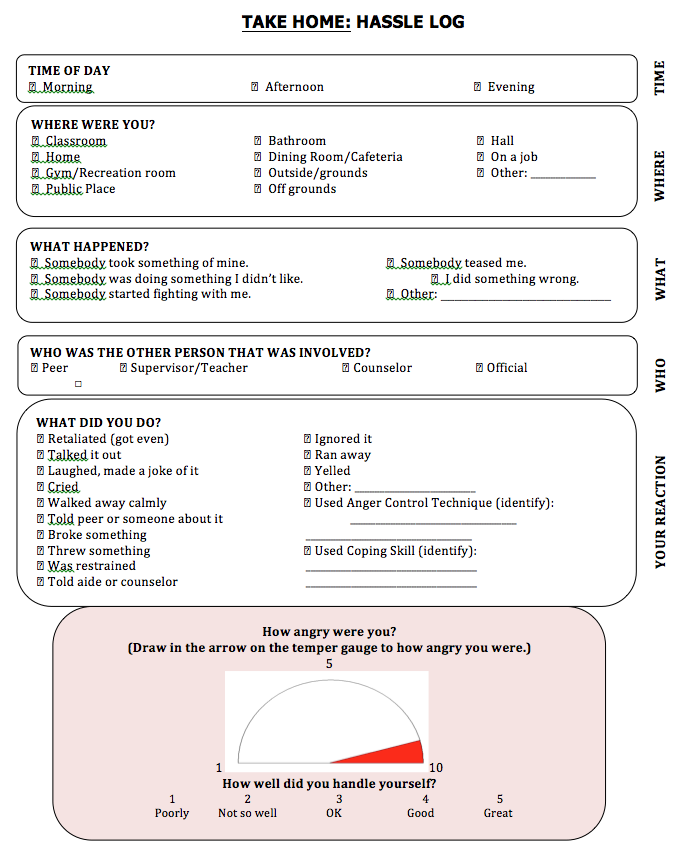 TAKE HOME: HASSLE LOG
TIME OF DAY
⍰ Morning ⍰ Afternoon ⍰ Evening
TIME
WHERE WERE YOU?
⍰ Classroom ⍰ Bathroom ⍰ Hall
⍰ Home ⍰ Dining Room/Cafeteria ⍰ On a job
⍰ Gym/Recreation room ⍰ Outside/grounds ⍰ Other: __________
⍰ Public Place ⍰ Off grounds
WHERE
WHAT HAPPENED?
⍰ Somebody took something of mine. ⍰ Somebody teased me.
⍰ Somebody was doing something I didn't like. ⍰ I did something wrong.
⍰ Somebody started fighting with me. ⍰ Other: __________________________
WHAT
WHO WAS THE OTHER PERSON THAT WAS INVOLVED?
⍰ Peer ⍰ Supervisor/Teacher ⍰ Counselor ⍰ Official
□
WHO
WHAT DID YOU DO?
⍰ Retaliated (got even) ⍰ Ignored it
⍰ Talked it out ⍰ Ran away
⍰ Laughed, made a joke of it ⍰ Yelled
⍰ Cried ⍰ Other: ___________________
⍰ Walked away calmly ⍰ Used Anger Control Technique (identify):
⍰ Told peer or someone about it __________________________
⍰ Broke something __________________________
⍰ Threw something ⍰ Used Coping Skill (identify):
⍰ Was restrained __________________________
⍰ Told aide or counselor __________________________
YOUR REACTION
How angry were you?
(Draw in the arrow on the temper gauge to how angry you were.)
5
1 10
How well did you handle yourself?
1 2 3 4 5
Poorly Not so well OK Good Great